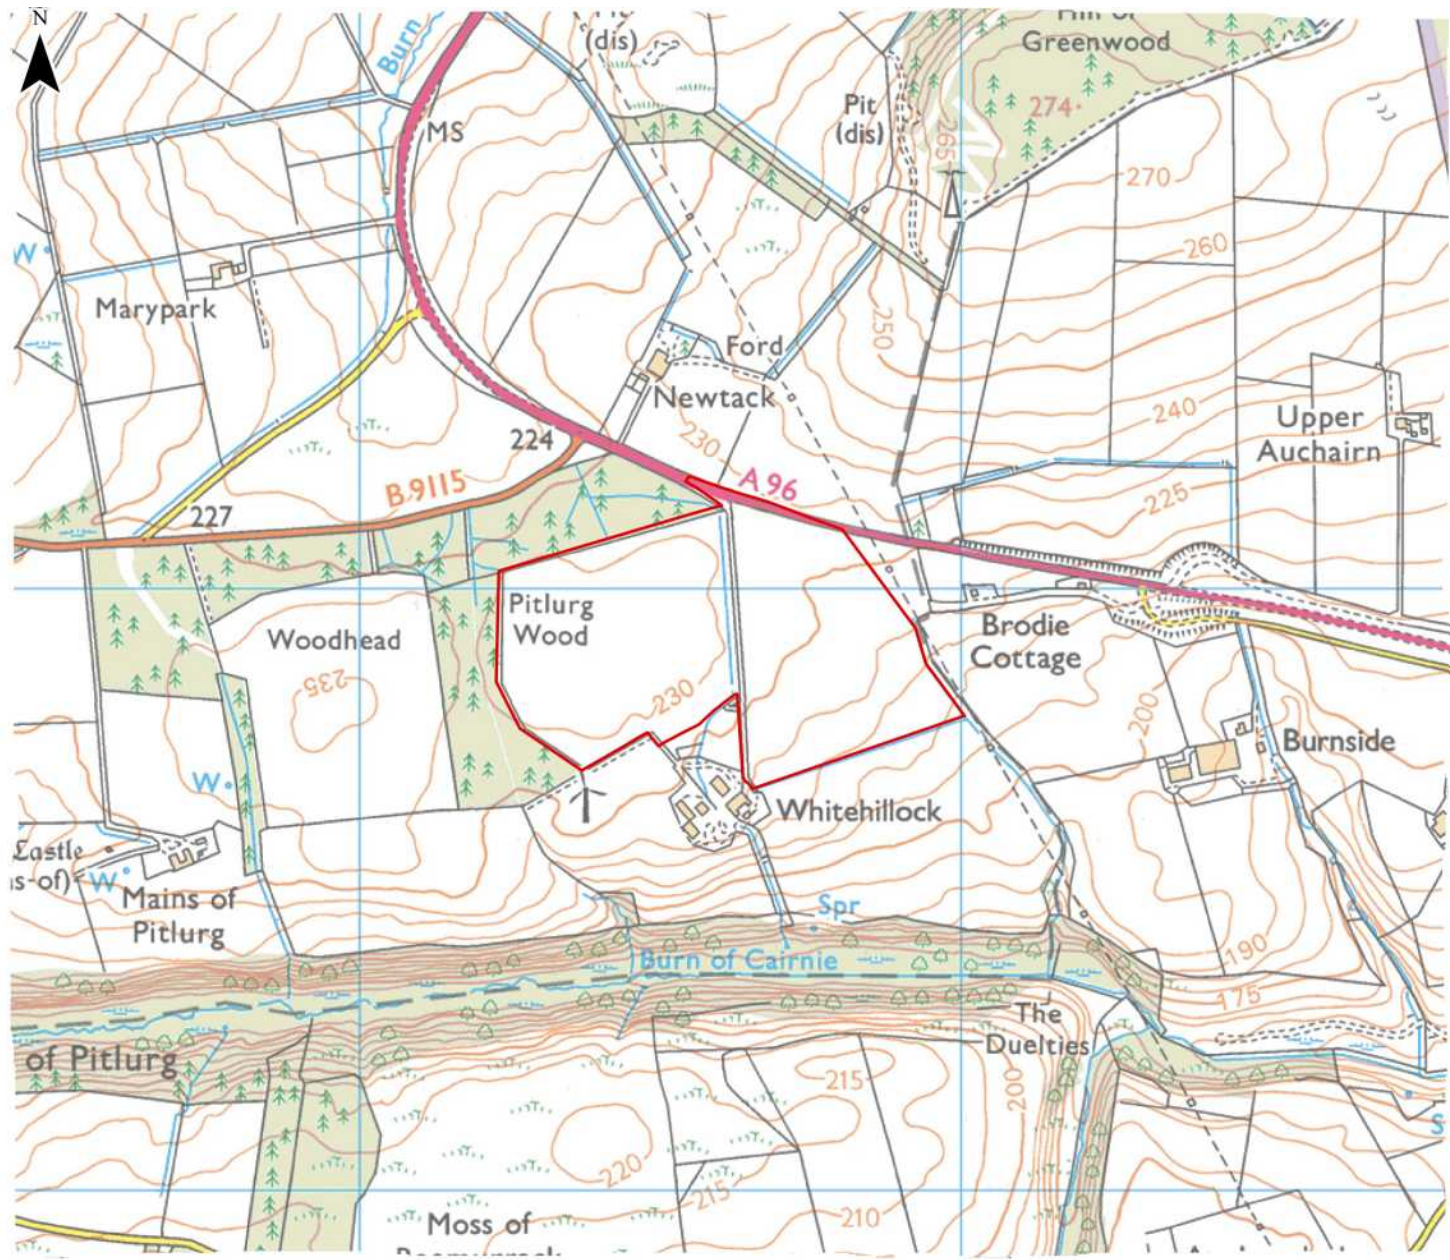 N
Burn
(dis)
Greenwood
274
MS
Pit
(dis)
265
270
W
260
Marypark
250
Ford
Newtack
240
Upper
Auchairn
230
224
A 96
B 9115
225
227
Pitlurg
Wood
Woodhead
Brodie
Cottage
235
230
200
Burnside
W
Whitehillock
Castle
W
Mains of
Pitlurg
Spr
190
Burn of Cairnie
175
The
Duelties
of Pitlurg
215
200
220
215
210
Moss of